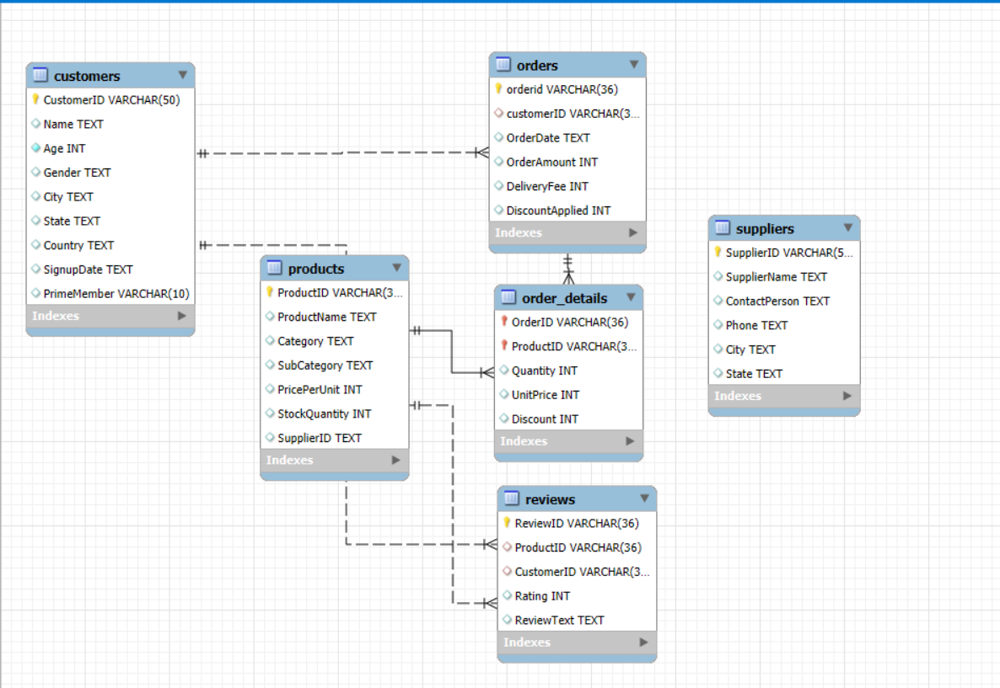 customers
CustomerID VARCHAR(50)
Name TEXT
Age INT
Gender TEXT
City TEXT
State TEXT
Country TEXT
SignupDate TEXT
PrimeMember VARCHAR(10)
Indexes
products
ProductID VARCHAR(3...
ProductName TEXT
Category TEXT
SubCategory TEXT
PricePerUnit INT
StockQuantity INT
SupplierID TEXT
Indexes
orders
orderid VARCHAR(36)
customerID VARCHAR(3...
OrderDate TEXT
OrderAmount INT
DeliveryFee INT
DiscountApplied INT
Indexes
order_details
OrderID VARCHAR(36)
ProductID VARCHAR(3...
Quantity INT
UnitPrice INT
Discount INT
Indexes
reviews
ReviewID VARCHAR(36)
ProductID VARCHAR(36)
CustomerID VARCHAR(3...
Rating INT
ReviewText TEXT
Indexes
suppliers
SupplierID VARCHAR(5...
SupplierName TEXT
ContactPerson TEXT
Phone TEXT
City TEXT
State TEXT
Indexes